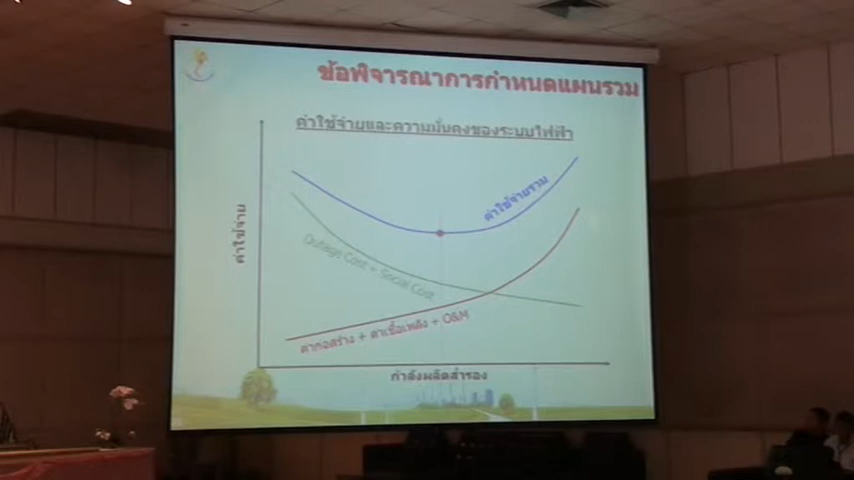 ข้อพิจารณาการกำหนดแผนรวม
ค่าใช้จ่ายและความมั่นคงของระบบไฟฟ้า
ค่าใช้จ่ายรวม
ค่าใช้จ่าย
Outage Cost + Social Cost
ค่าก่อสร้าง + ค่าเชื้อเพลิง + O&M
กำลังผลิตสำรอง